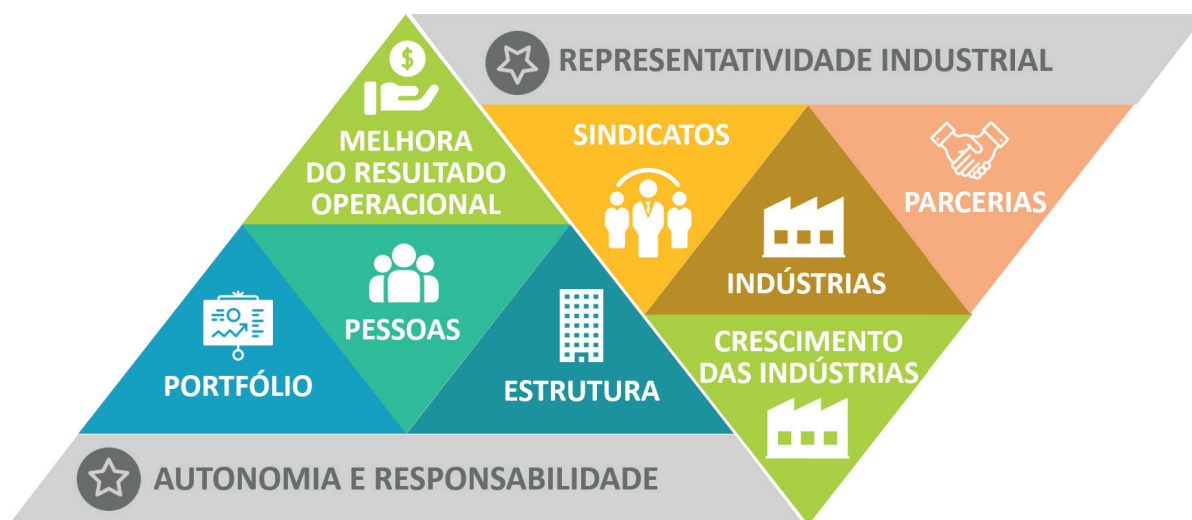 REPRESENTATIVIDADE INDUSTRIAL
$
MELHORA
DO RESULTADO
OPERACIONAL
SINDICATOS
PARCERIAS
INDÚSTRIAS
PORTFÓLIO
PESSOAS
ESTRUTURA
CRESCIMENTO
DAS INDÚSTRIAS
AUTONOMIA E RESPONSABILIDADE